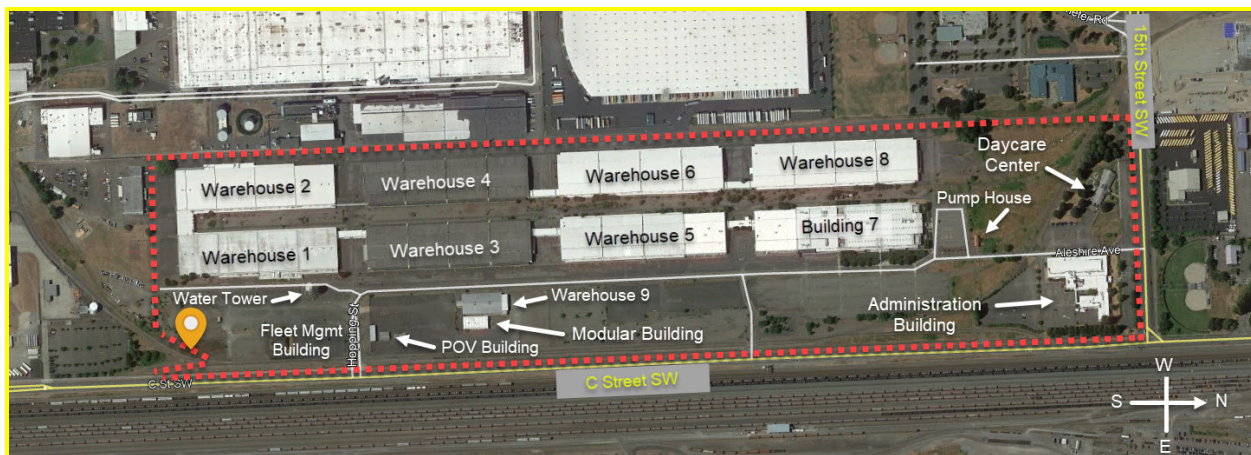 15th Street SW
Daycare
Center
Warehouse 2
Warehouse 4
Warehouse 6
Warehouse 8
Pump House
Warehouse 1
Warehouse 3
Warehouse 5
Building 7
Aleshire Ave
Water Tower
Warehouse 9
Administration
Building
Fleet Mgmt
Building
Hopping St
POV Building
Modular Building
C St SW
C Street SW
W
S
N
E